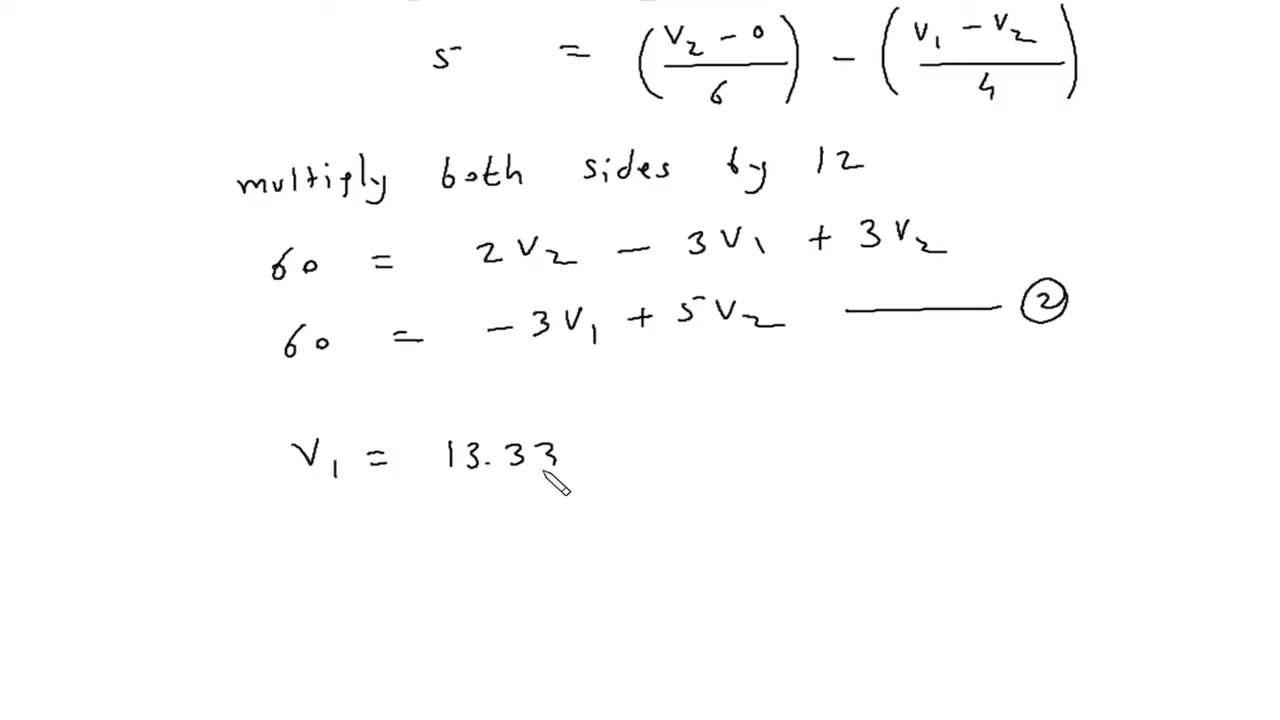 5 = (V₂ - 0 / 6) - (V₁ - V₂ / 4)
multiply both sides by 12
60 = 2V₂ - 3V₁ + 3V₂
60 = -3V₁ + 5V₂ —— ②
V₁ = 13.33